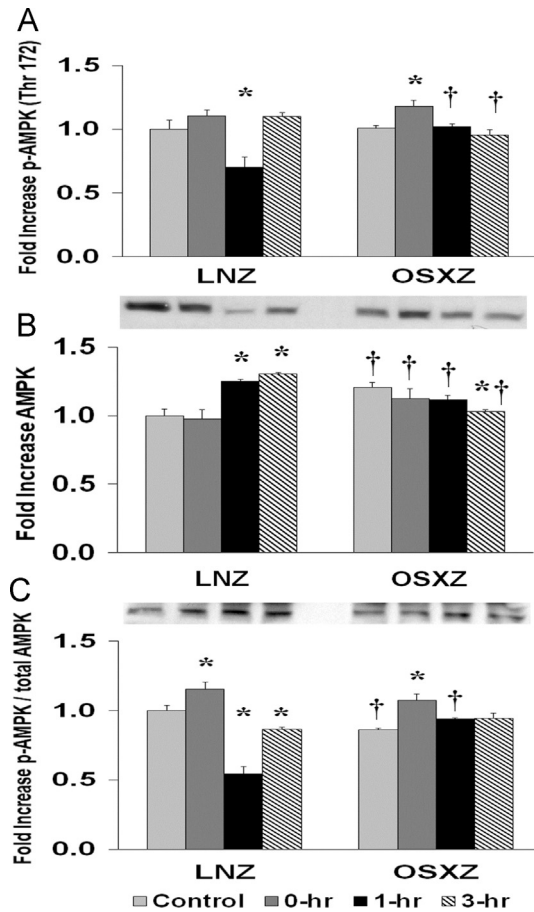 A
Fold Increase p-AMPK (Thr 172)
1.5
1.0
0.5
0.0
*
* † †
LNZ OSXZ
B
Fold Increase AMPK
1.5
1.0
0.5
0.0
* *
† † † *†
LNZ OSXZ
C
Fold Increase p-AMPK / total AMPK
1.5
1.0
0.5
0.0
* * *
† * †
LNZ OSXZ
Control 0-hr 1-hr 3-hr